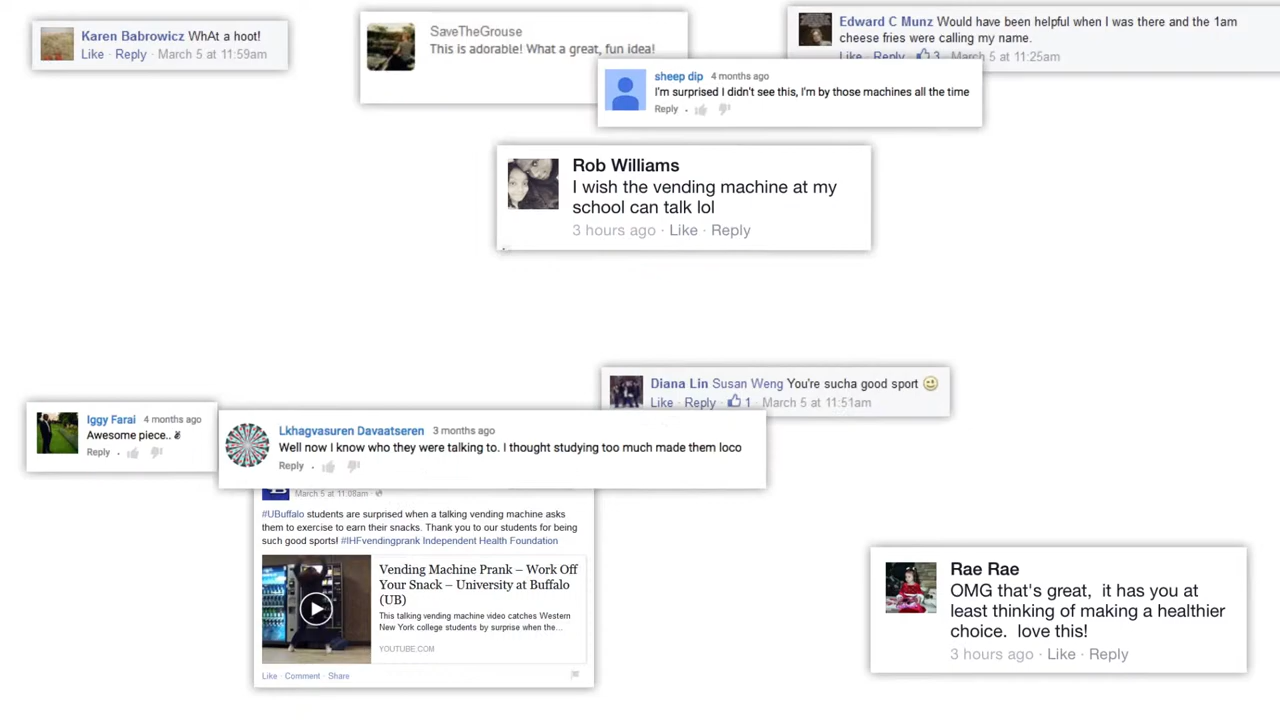 Karen Babrowicz WhAt a hoot!
Like · Reply · March 5 at 11:59am
SaveTheGrouse
This is adorable! What a great, fun idea!
Edward C Munz Would have been helpful when I was there and the 1am
cheese fries were calling my name.
Like · Reply · 3 · March 5 at 11:25am
sheep dip 4 months ago
I'm surprised I didn't see this, I'm by those machines all the time
Reply ·
Rob Williams
I wish the vending machine at my
school can talk lol
3 hours ago · Like · Reply
Diana Lin Susan Weng You're sucha good sport
Like · Reply · 1 · March 5 at 11:51am
Iggy Farai 4 months ago
Awesome piece.. ✌
Reply ·
Lkhagvasuren Davaatseren 3 months ago
Well now I know who they were talking to. I thought studying too much made them loco
Reply ·
March 5 at 11:08am ·
#UBuffalo students are surprised when a talking vending machine asks
them to exercise to earn their snacks. Thank you to our students for being
such good sports! #IHFvendingprank Independent Health Foundation
Vending Machine Prank – Work Off
Your Snack – University at Buffalo
(UB)
This talking vending machine video catches Western
New York college students by surprise when the...
YOUTUBE.COM
Like · Comment · Share
Rae Rae
OMG that's great, it has you at
least thinking of making a healthier
choice. love this!
3 hours ago · Like · Reply